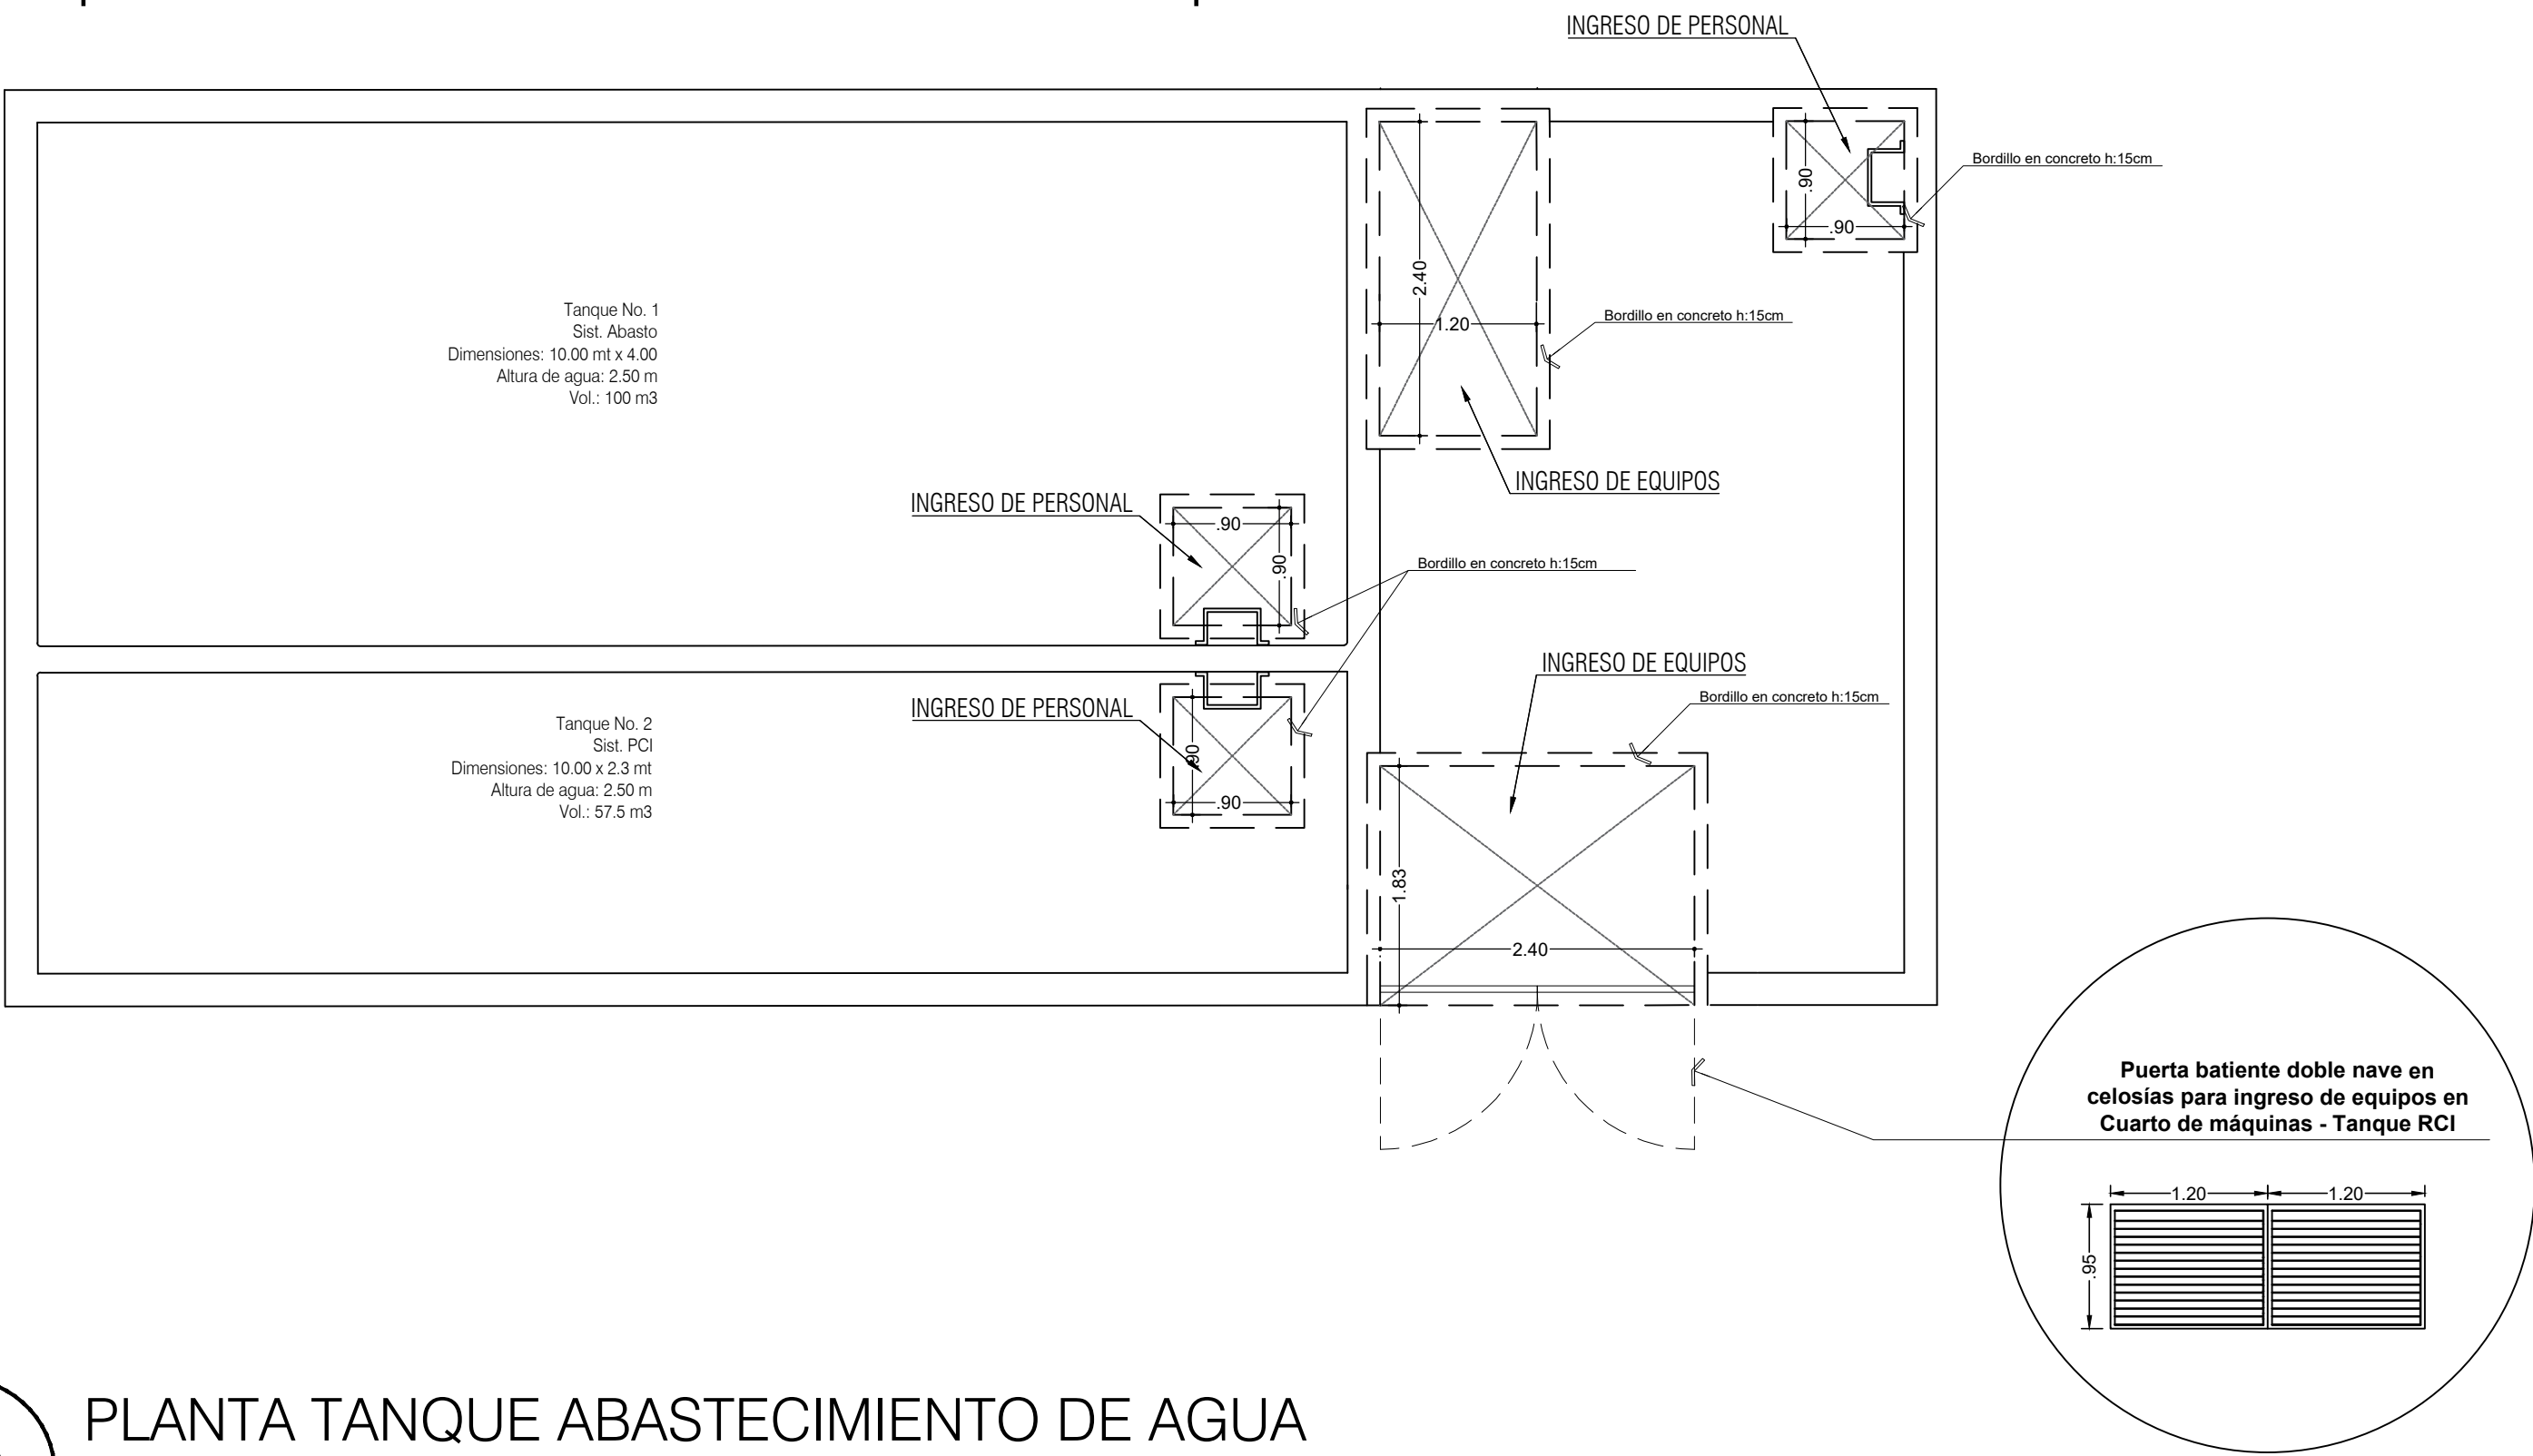 INGRESO DE PERSONAL
Bordillo en concreto h:15cm
.90
.90
2.40
1.20
Bordillo en concreto h:15cm
INGRESO DE EQUIPOS
Tanque No. 1
Sist. Abasto
Dimensiones: 10.00 mt x 4.00
Altura de agua: 2.50 m
Vol.: 100 m3
INGRESO DE PERSONAL
.90
.90
Bordillo en concreto h:15cm
INGRESO DE EQUIPOS
Bordillo en concreto h:15cm
INGRESO DE PERSONAL
.90
.90
Tanque No. 2
Sist. PCI
Dimensiones: 10.00 x 2.3 mt
Altura de agua: 2.50 m
Vol.: 57.5 m3
1.83
2.40
Puerta batiente doble nave en
celosías para ingreso de equipos en
Cuarto de máquinas - Tanque RCI
1.20
1.20
.95
PLANTA TANQUE ABASTECIMIENTO DE AGUA